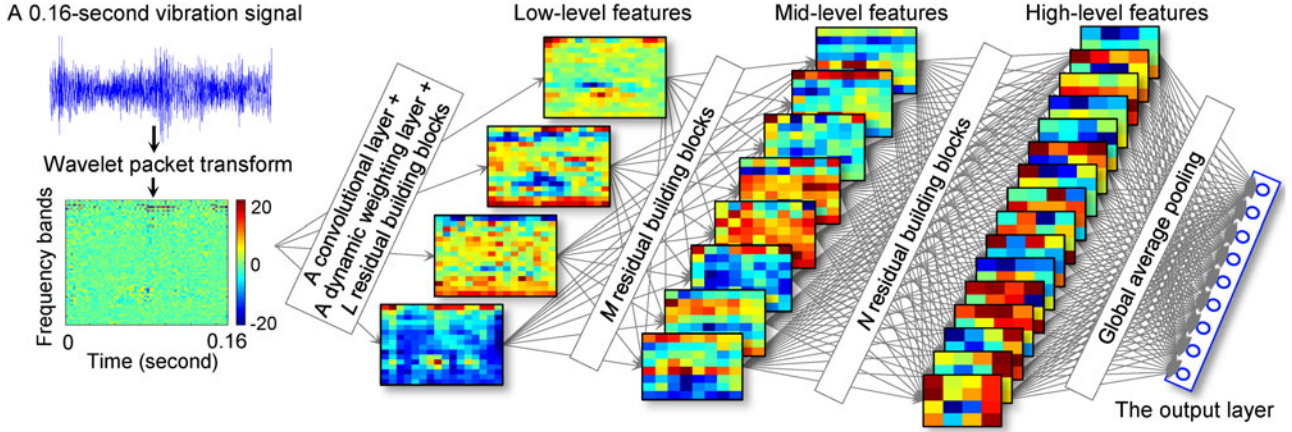 A 0.16-second vibration signal
Wavelet packet transform
Frequency bands
20
0
-20
0
0.16
Time (second)
A convolutional layer +
A dynamic weighting layer +
L residual building blocks
Low-level features
M residual building blocks
Mid-level features
N residual building blocks
High-level features
Global average pooling
The output layer